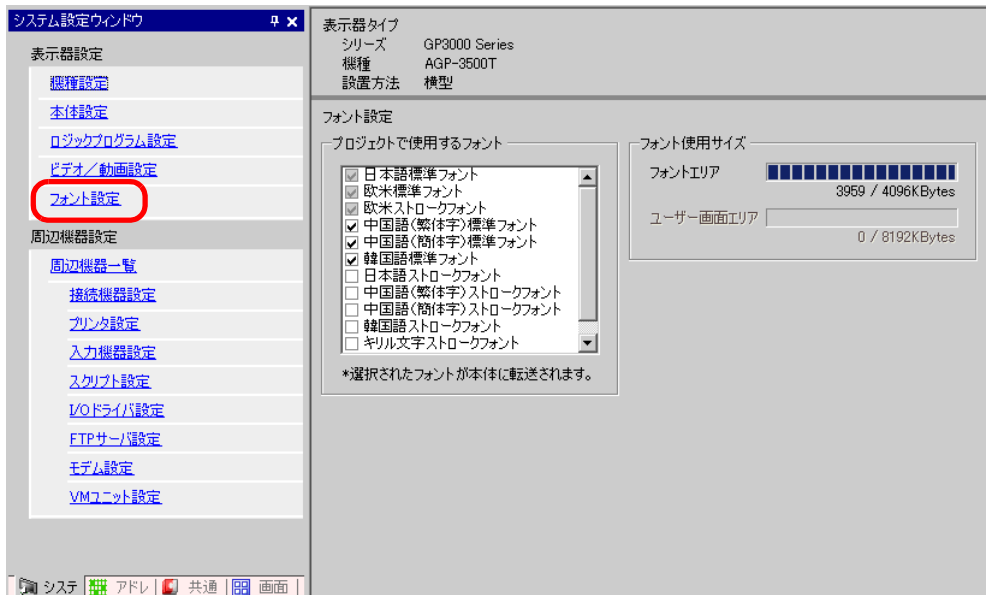 システム設定ウィンドウ
表示器設定
機種設定
本体設定
ロジックプログラム設定
ビデオ／動画設定
フォント設定
周辺機器設定
周辺機器一覧
接続機器設定
プリンタ設定
入力機器設定
スクリプト設定
I/Oドライバ設定
FTPサーバ設定
モデム設定
VMユニット設定
システ
アドレ
共通
画面
表示器タイプ
シリーズ GP3000 Series
機種 AGP-3500T
設置方法 横型
フォント設定
プロジェクトで使用するフォント
日本語標準フォント
欧米標準フォント
欧米ストロークフォント
中国語(繁体字)標準フォント
中国語(簡体字)標準フォント
韓国語標準フォント
日本語ストロークフォント
中国語(繁体字)ストロークフォント
中国語(簡体字)ストロークフォント
韓国語ストロークフォント
キリル文字ストロークフォント
*選択されたフォントが本体に転送されます。
フォント使用サイズ
フォントエリア
3959 / 4096KBytes
ユーザー画面エリア
0 / 8192KBytes